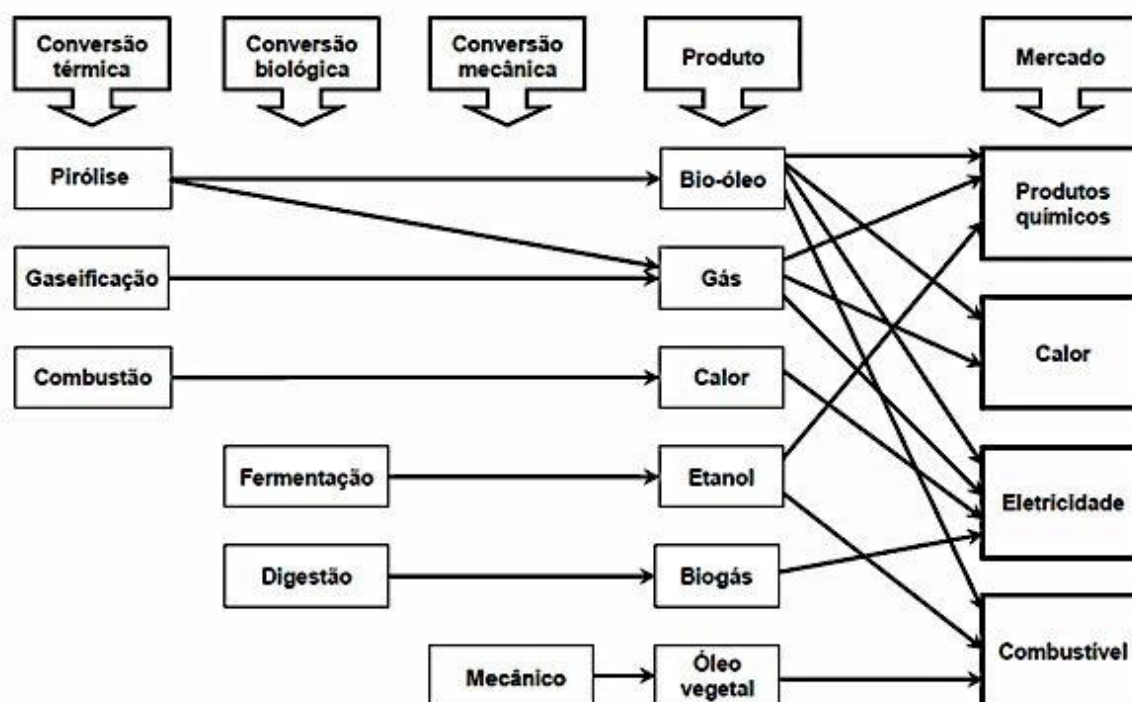 Conversão
térmica
Conversão
biológica
Conversão
mecânica
Produto
Mercado
Pirólise
Bio-óleo
Produtos
químicos
Gaseificação
Gás
Combustão
Calor
Calor
Fermentação
Etanol
Eletricidade
Digestão
Biogás
Mecânico
Óleo
vegetal
Combustível